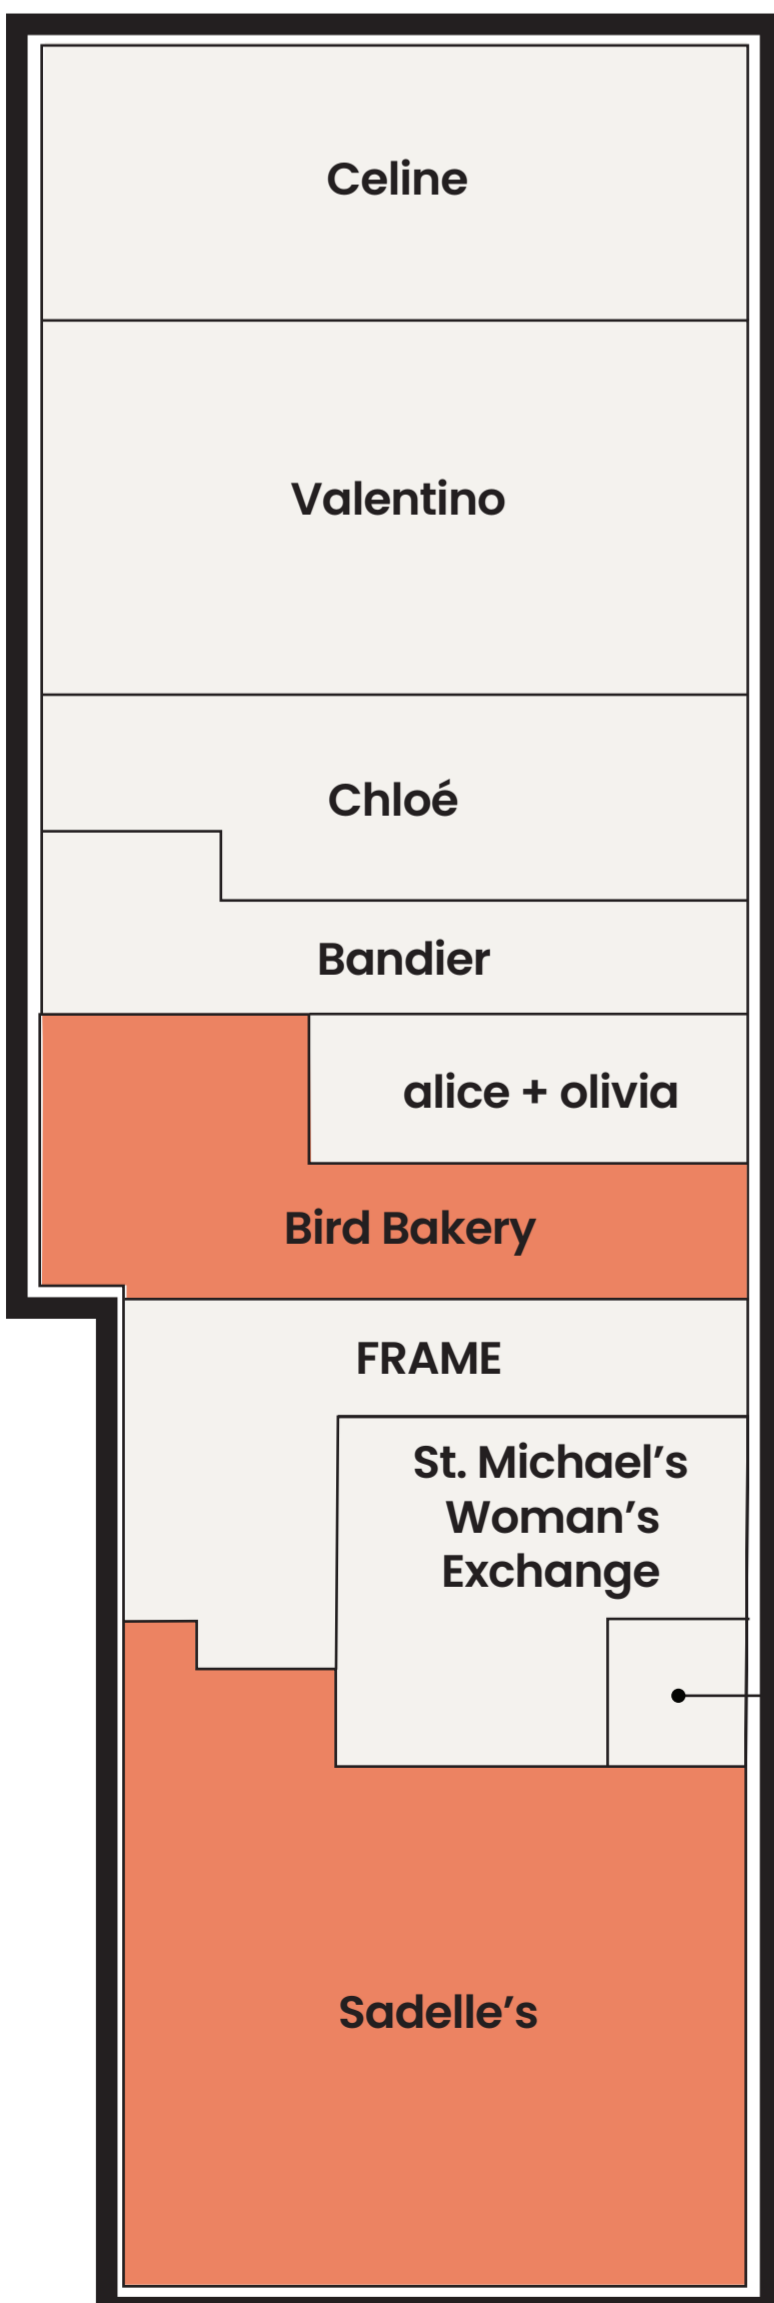 Celine
Valentino
Chloé
Bandier
alice + olivia
Bird Bakery
FRAME
St. Michael’s
Woman’s
Exchange
Sadelle’s